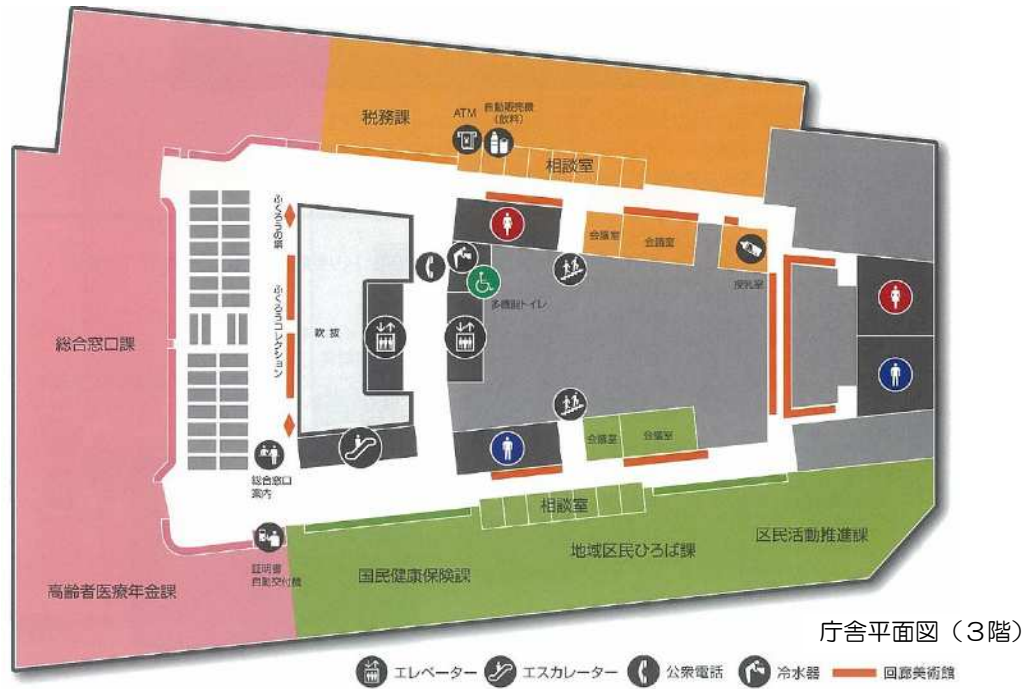 税務課
ATM
自動販売機
(飲料)
相談室
ふくろうの樹
会議室
会議室
授乳室
多機能トイレ
吹抜
ふくろうコレクション
総合窓口課
会議室
会議室
総合窓口
案内
相談室
証明書
自動交付機
高齢者医療年金課
国民健康保険課
地域区民ひろば課
区民活動推進課
庁舎平面図(3階)
エレベーター
エスカレーター
公衆電話
冷水器
回廊美術館